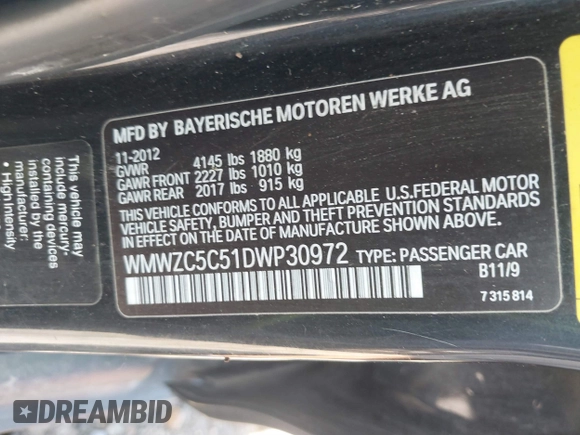 MFD BY BAYERISCHE MOTOREN WERKE AG
11-2012
GVWR 4145 lbs 1880 kg
GAWR FRONT 2227 lbs 1010 kg
GAWR REAR 2017 lbs 915 kg
THIS VEHICLE CONFORMS TO ALL APPLICABLE U.S.FEDERAL MOTOR
VEHICLE SAFETY, BUMPER AND THEFT PREVENTION STANDARDS
IN EFFECT ON THE DATE OF MANUFACTURE SHOWN ABOVE.
WMWZC5C51DWP30972 TYPE: PASSENGER CAR
B11/9
7 315 814
This vehicle may
include mercury-
containing devices
installed by the
manufacturer:
• High Intensity
DREAMBID